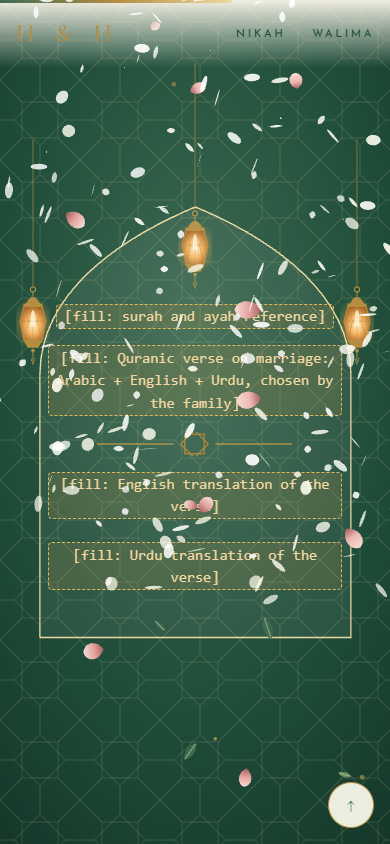 H & H
NIKAH WALIMA
[fill: surah and ayah reference]
[fill: Quranic verse on marriage:
Arabic + English + Urdu, chosen by
the family]
[fill: English translation of the
verse]
[fill: Urdu translation of the
verse]
↑